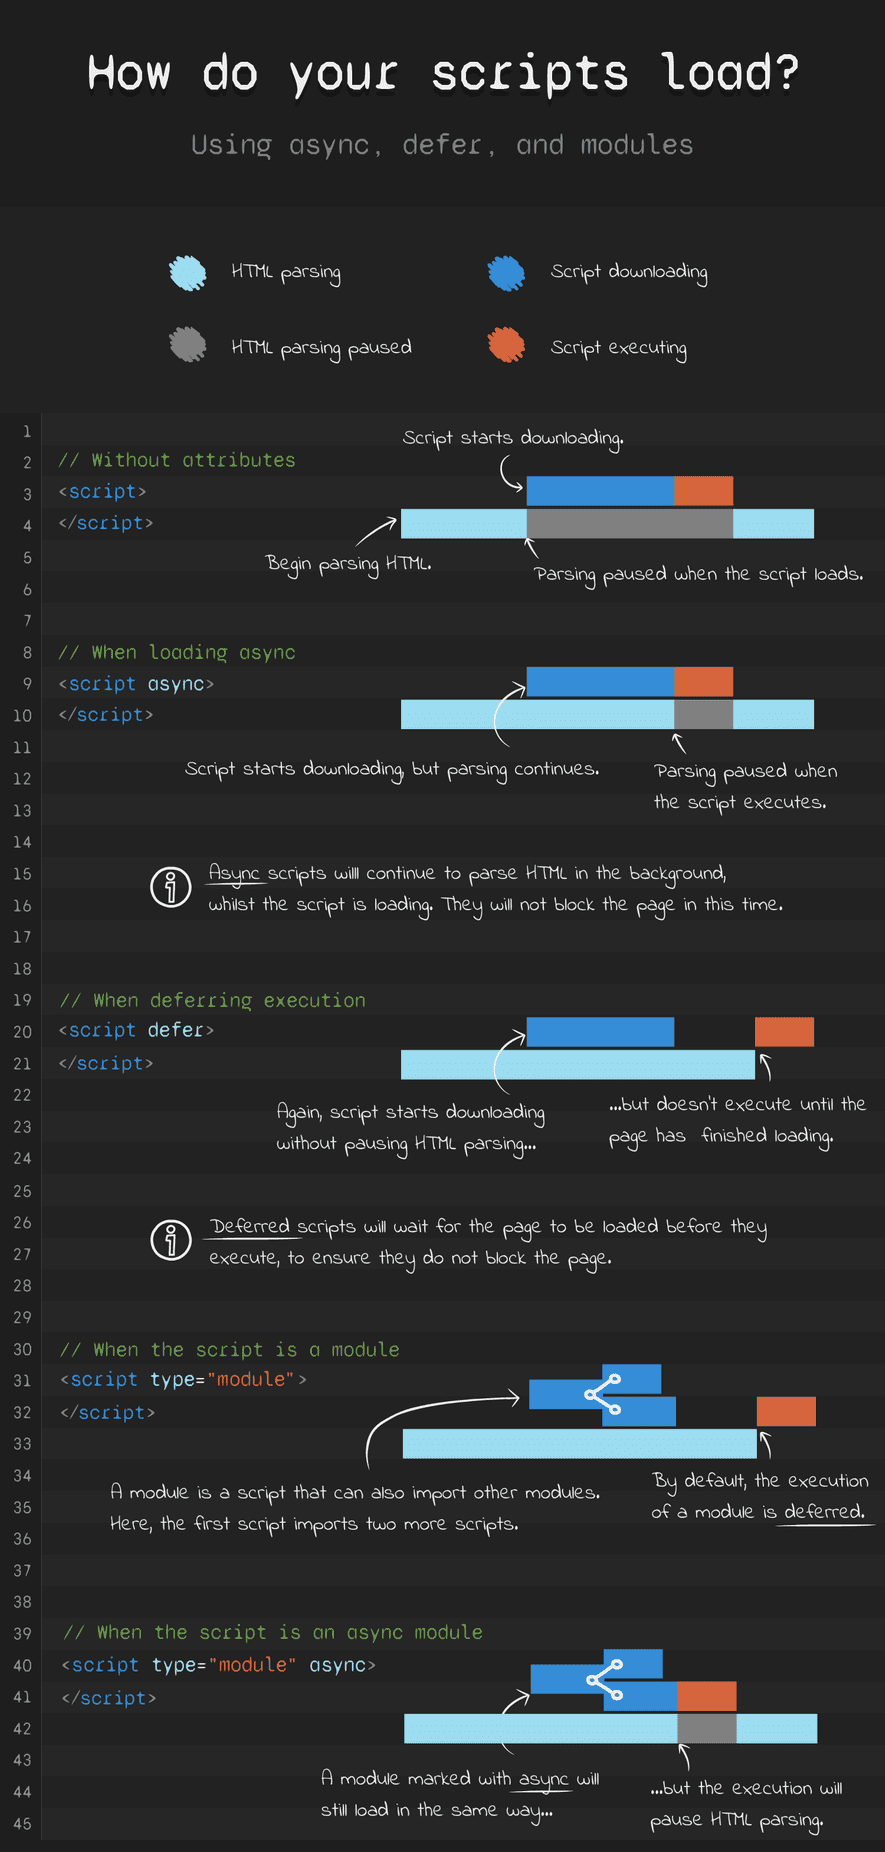 How do your scripts load?
Using async, defer, and modules
HTML parsing
Script downloading
HTML parsing paused
Script executing
1
Script starts downloading.
2 // Without attributes
3 <script>
4 </script>
5 Begin parsing HTML.
Parsing paused when the script loads.
6
7
8 // When loading async
9 <script async>
10 </script>
11
12 Script starts downloading, but parsing continues.
Parsing paused when
13 the script executes.
14
15 Async scripts will continue to parse HTML in the background,
16 whilst the script is loading. They will not block the page in this time.
17
18
19 // When deferring execution
20 <script defer>
21 </script>
22
Again, script starts downloading
23 without pausing HTML parsing...
...but doesn't execute until the
page has finished loading.
24
25
26 Deferred scripts will wait for the page to be loaded before they
27 execute, to ensure they do not block the page.
28
29
30 // When the script is a module
31 <script type="module">
32 </script>
33
34
A module is a script that can also import other modules.
35 Here, the first script imports two more scripts.
By default, the execution
of a module is deferred.
36
37
38
39 // When the script is an async module
40 <script type="module" async>
41 </script>
42
43
A module marked with async will
44 still load in the same way...
...but the execution will
pause HTML parsing.
45